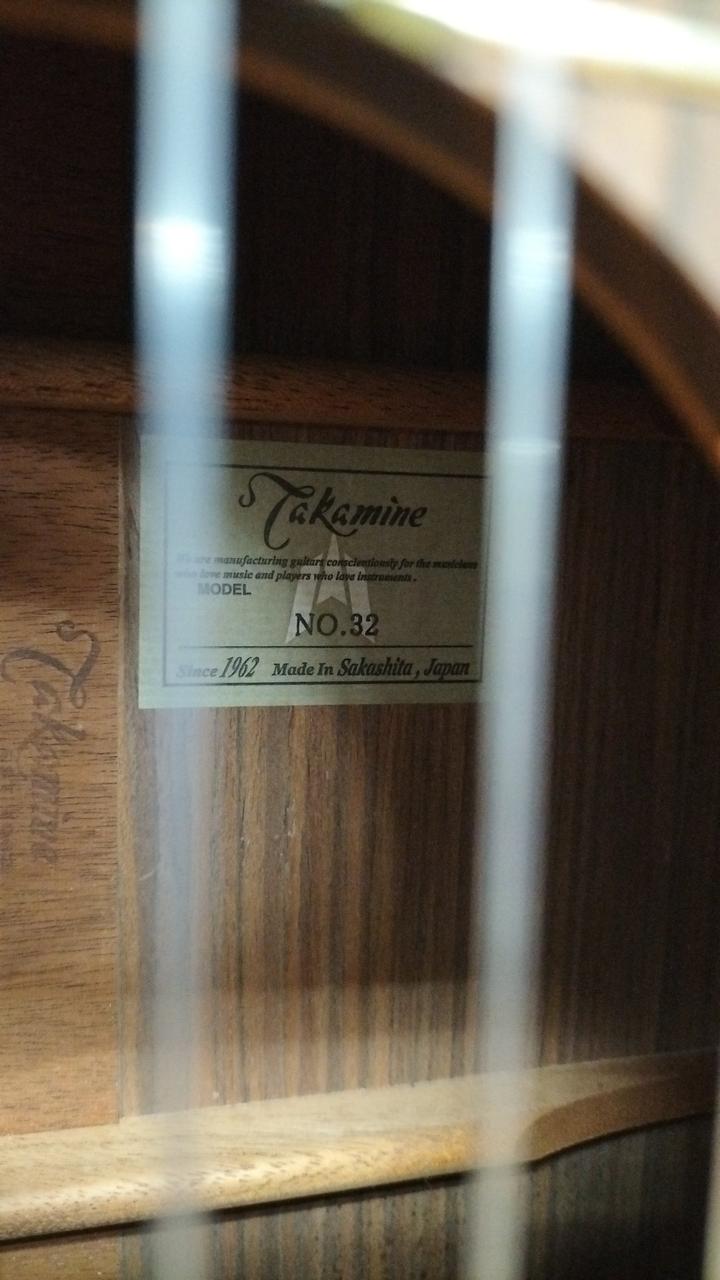 Takamine
We are manufacturing guitars conscientiously for the musicians
who love music and players who love instruments.
MODEL
NO.32
Since 1962 Made In Sakashita, Japan
Takamine